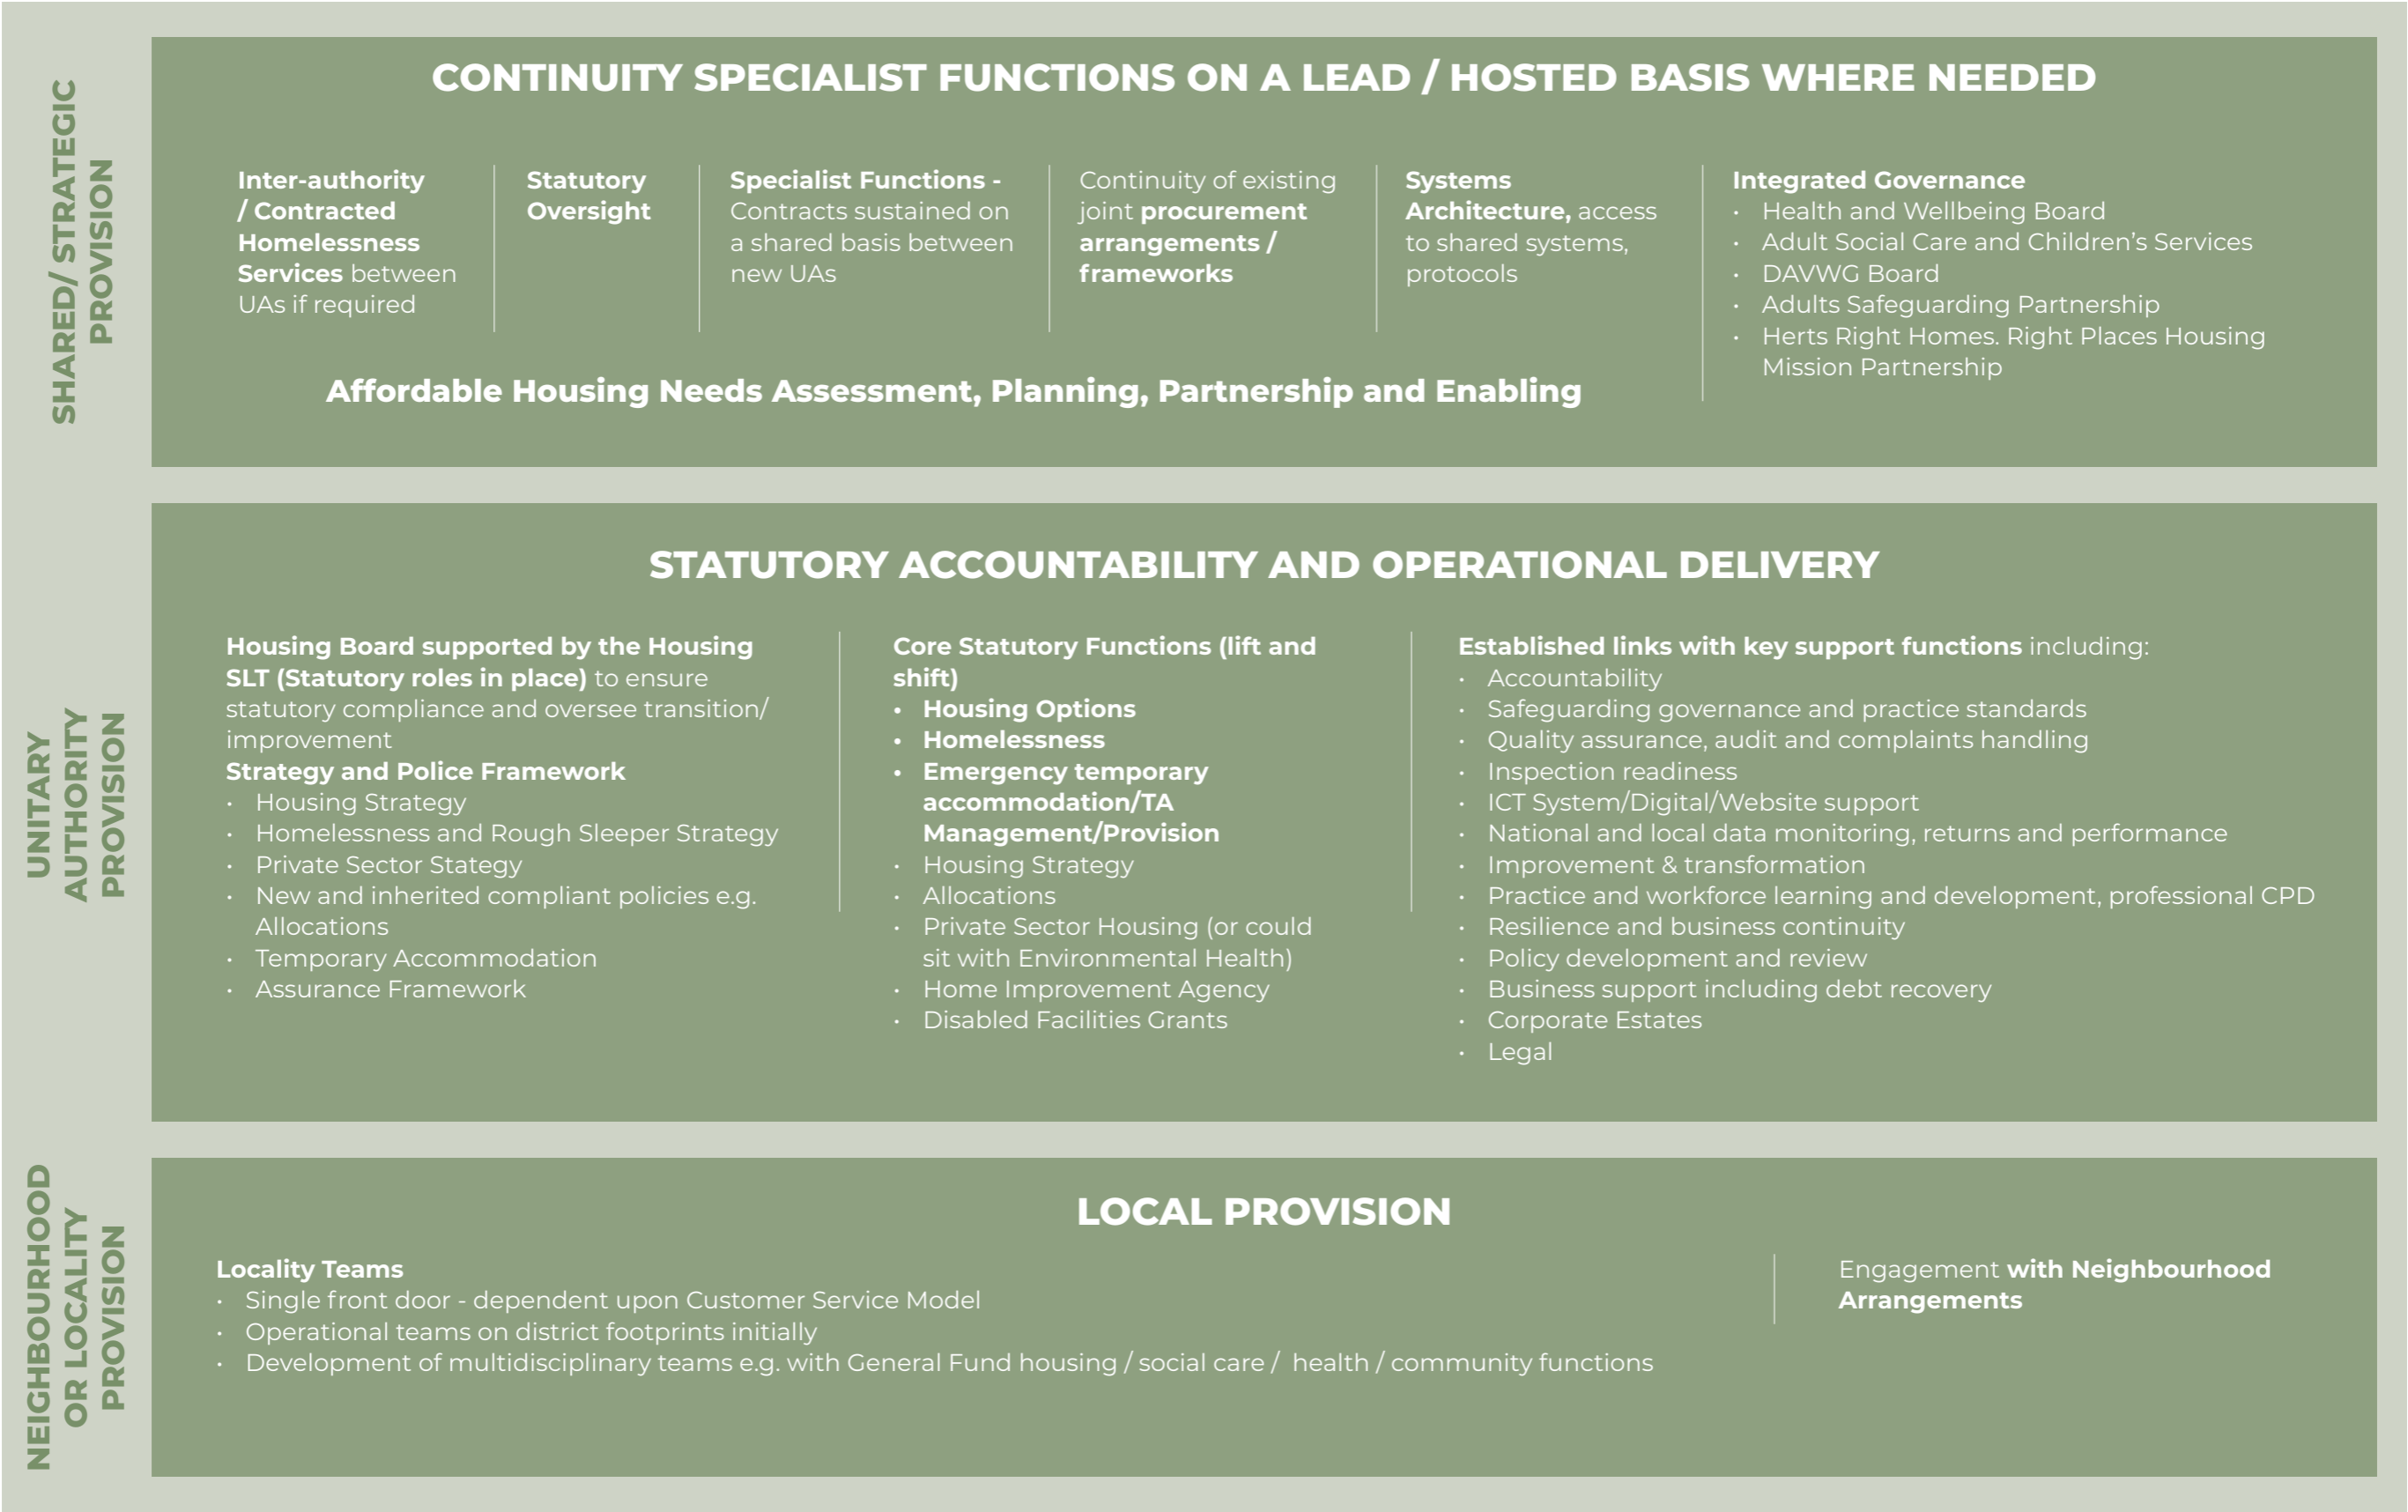 SHARED/ STRATEGIC
PROVISION
CONTINUITY SPECIALIST FUNCTIONS ON A LEAD / HOSTED BASIS WHERE NEEDED
Inter-authority
/ Contracted
Homelessness
Services between
UAs if required
Statutory
Oversight
Specialist Functions -
Contracts sustained on
a shared basis between
new UAs
Continuity of existing
joint procurement
arrangements /
frameworks
Systems
Architecture, access
to shared systems,
protocols
Integrated Governance
• Health and Wellbeing Board
• Adult Social Care and Children’s Services
• DAVWG Board
• Adults Safeguarding Partnership
• Herts Right Homes. Right Places Housing
Mission Partnership
Affordable Housing Needs Assessment, Planning, Partnership and Enabling
UNITARY
AUTHORITY
PROVISION
STATUTORY ACCOUNTABILITY AND OPERATIONAL DELIVERY
Housing Board supported by the Housing
SLT (Statutory roles in place) to ensure
statutory compliance and oversee transition/
improvement
Strategy and Police Framework
• Housing Strategy
• Homelessness and Rough Sleeper Strategy
• Private Sector Stategy
• New and inherited compliant policies e.g.
Allocations
• Temporary Accommodation
• Assurance Framework
Core Statutory Functions (lift and
shift)
• Housing Options
• Homelessness
• Emergency temporary
accommodation/TA
Management/Provision
• Housing Strategy
• Allocations
• Private Sector Housing (or could
sit with Environmental Health)
• Home Improvement Agency
• Disabled Facilities Grants
Established links with key support functions including:
• Accountability
• Safeguarding governance and practice standards
• Quality assurance, audit and complaints handling
• Inspection readiness
• ICT System/Digital/Website support
• National and local data monitoring, returns and performance
• Improvement & transformation
• Practice and workforce learning and development, professional CPD
• Resilience and business continuity
• Policy development and review
• Business support including debt recovery
• Corporate Estates
• Legal
NEIGHBOURHOOD
OR LOCALITY
PROVISION
LOCAL PROVISION
Locality Teams
• Single front door - dependent upon Customer Service Model
• Operational teams on district footprints initially
• Development of multidisciplinary teams e.g. with General Fund housing / social care / health / community functions
Engagement with Neighbourhood
Arrangements